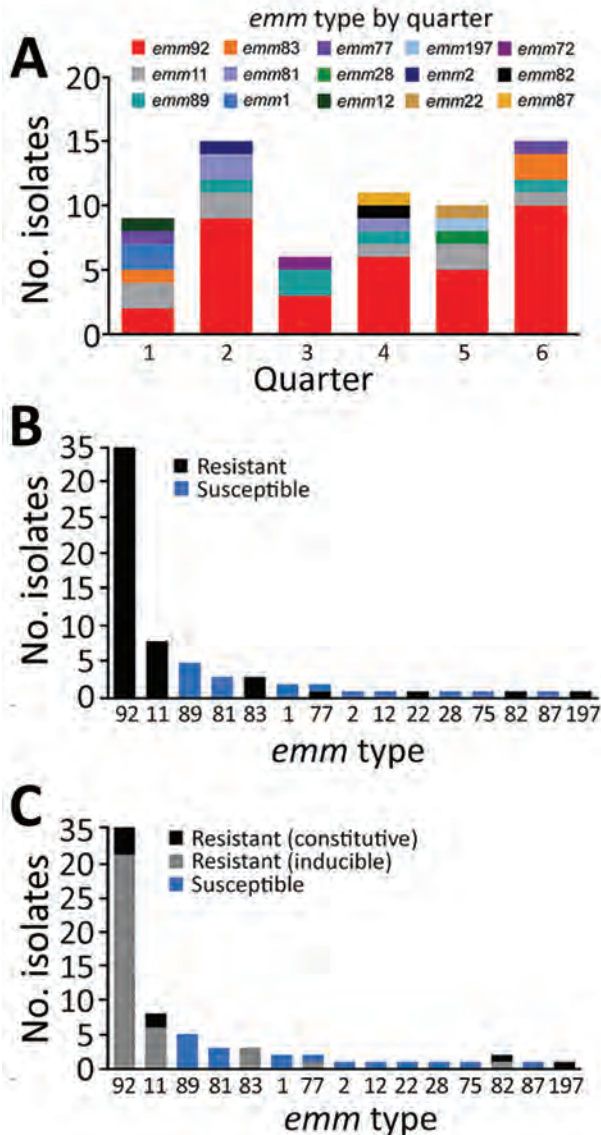 emm type by quarter
A
emm92 emm83 emm77 emm197 emm72
emm11 emm81 emm28 emm2 emm82
emm89 emm1 emm12 emm22 emm87
No. isolates
20
15
10
5
0
1 2 3 4 5 6
Quarter
B
Resistant
Susceptible
No. isolates
35
20
25
20
15
10
5
0
92 11 89 81 83 1 77 2 12 22 28 75 82 87 197
emm type
C
Resistant (constitutive)
Resistant (inducible)
Susceptible
No. isolates
35
20
20
15
10
5
0
92 11 89 81 83 1 77 2 12 22 28 75 82 87 197
emm type